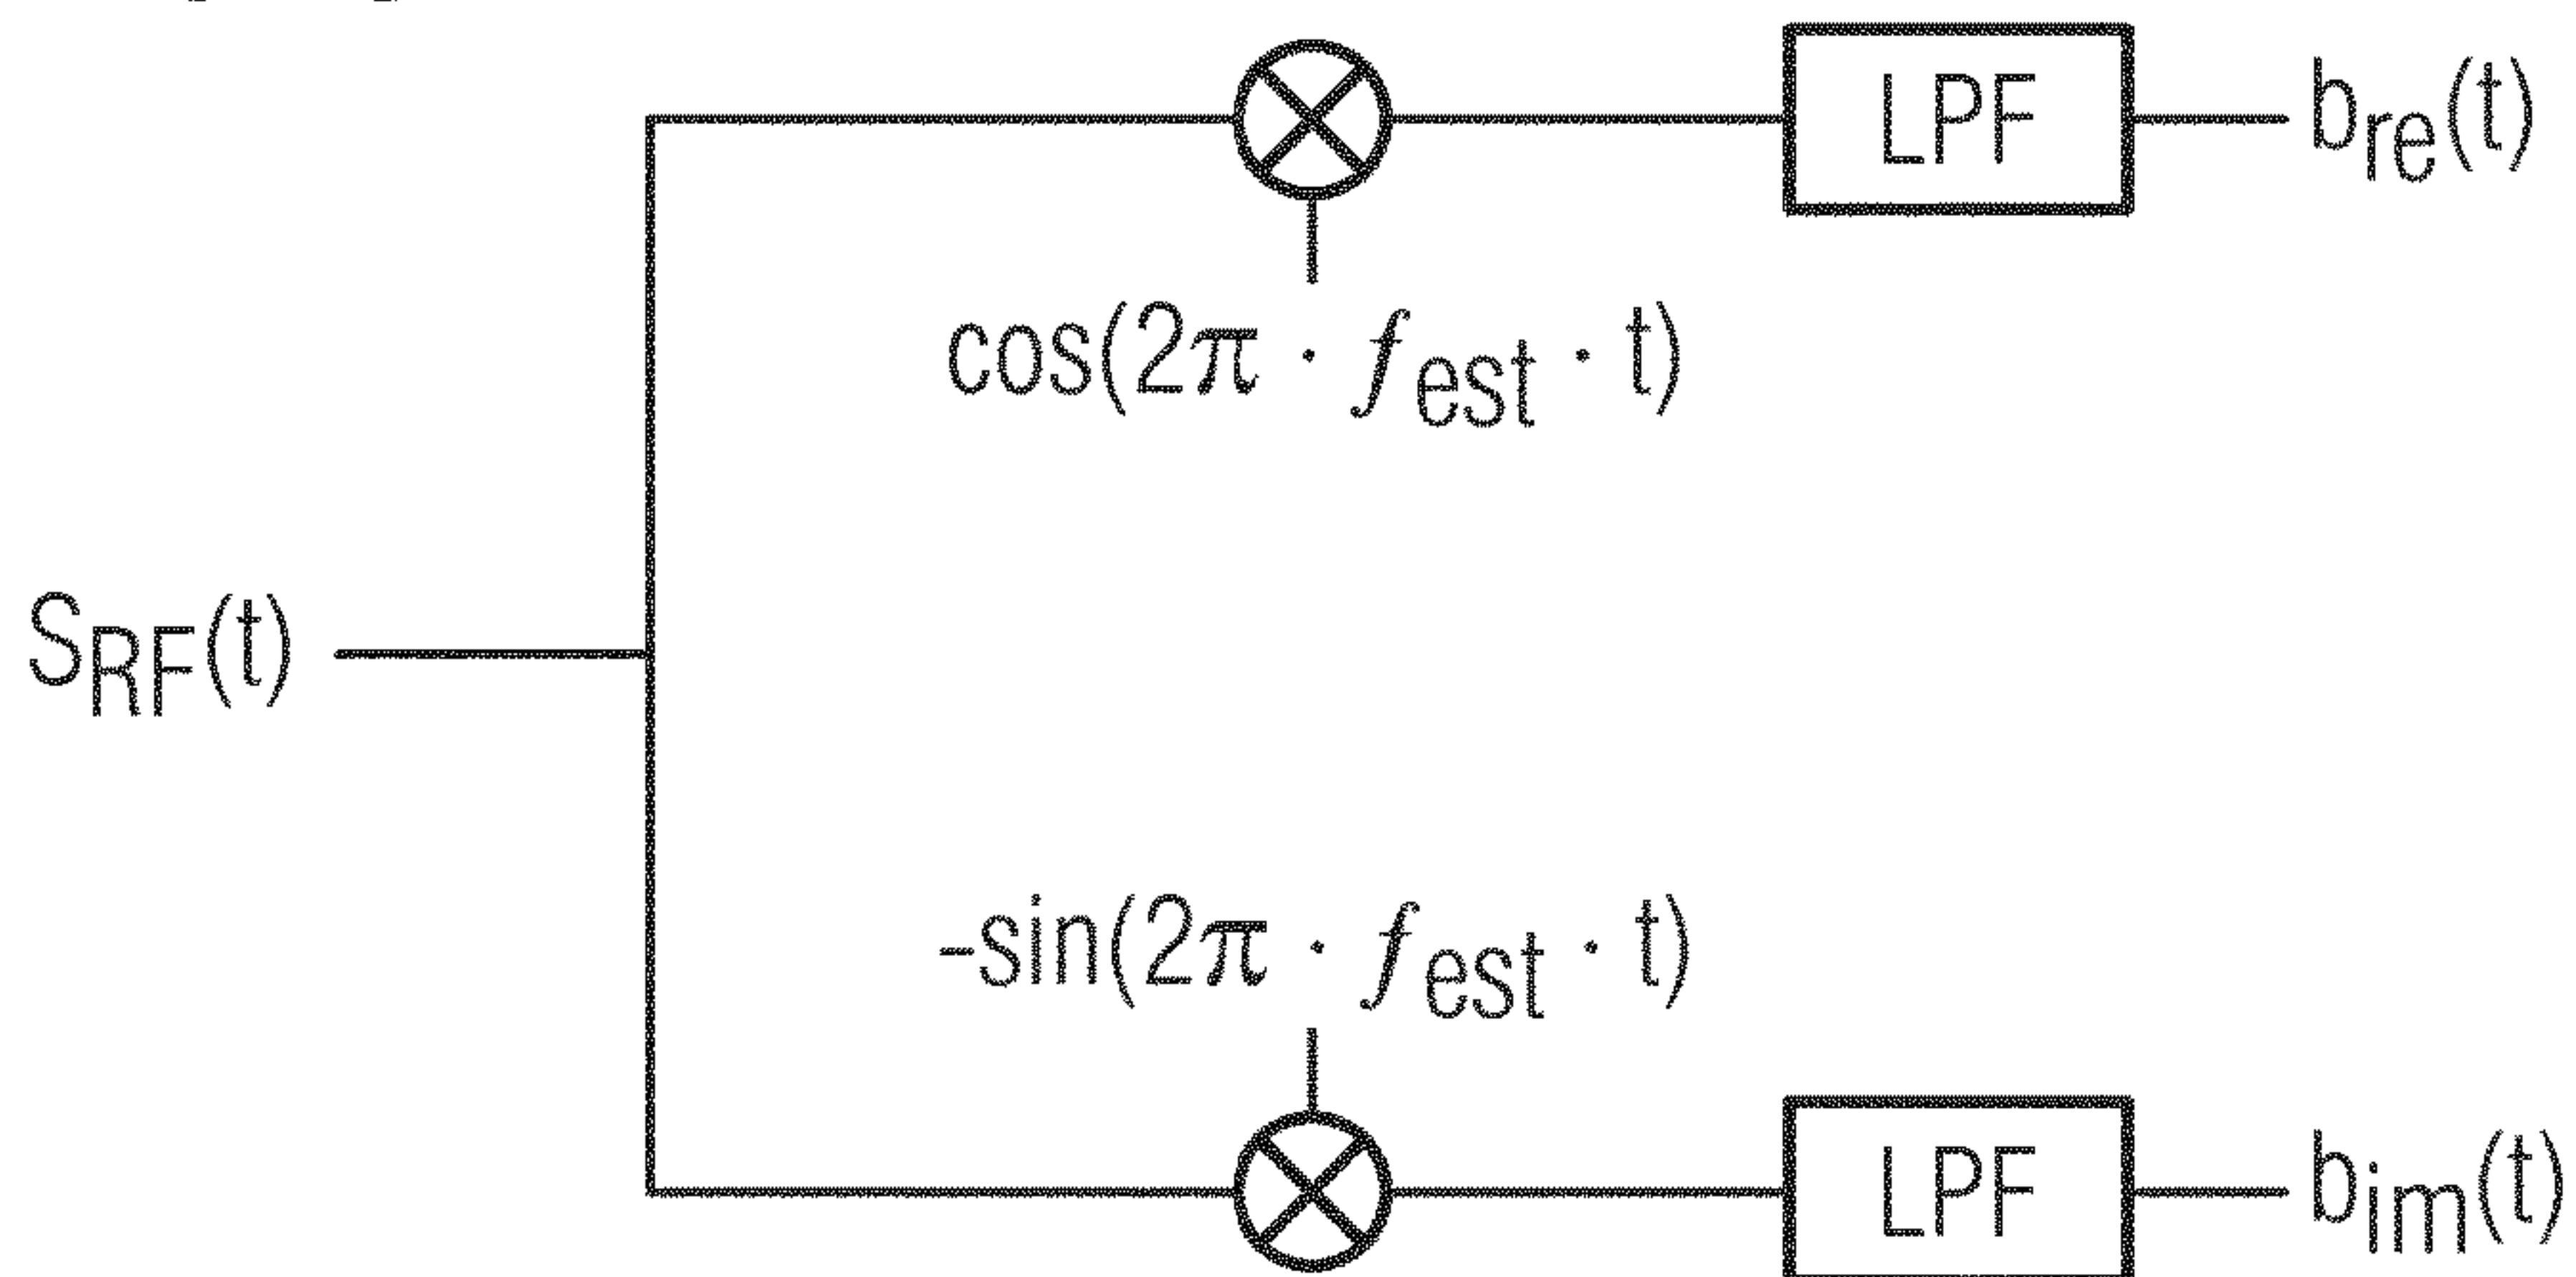 LPF
b_re(t)
cos(2π · f_est · t)
S_RF(t)
-sin(2π · f_est · t)
LPF
b_im(t)